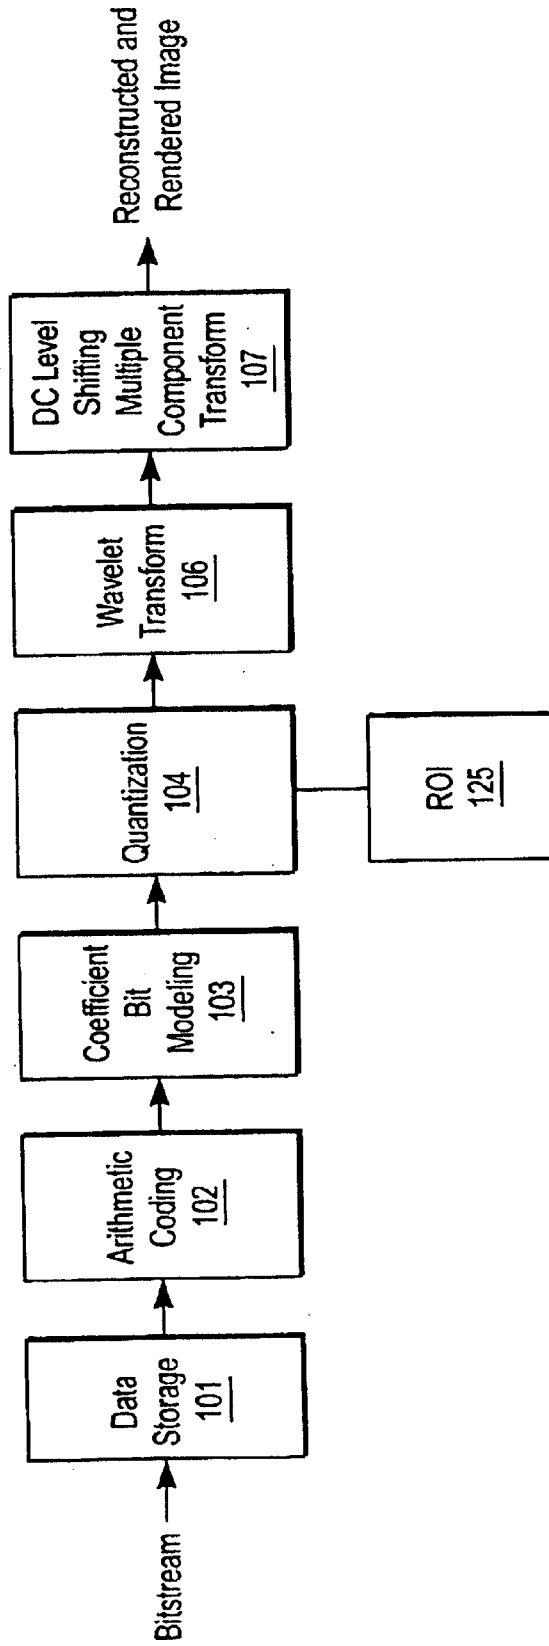 Bitstream
Data
Storage
101
Arithmetic
Coding
102
Coefficient
Bit
Modeling
103
Quantization
104
ROI
125
Wavelet
Transform
106
DC Level
Shifting
Multiple
Component
Transform
107
Reconstructed and
Rendered Image